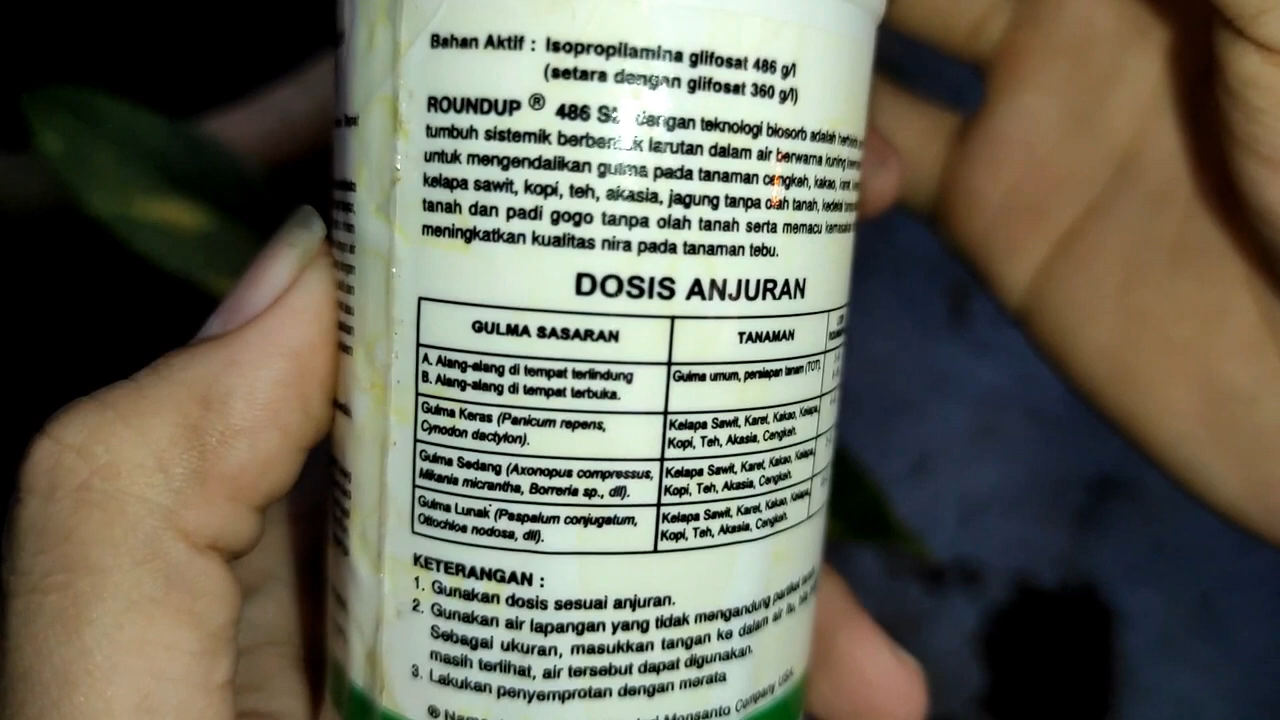 Bahan Aktif : Isopropilamina glifosat 486 g/l
(setara dengan glifosat 360 g/l)
ROUNDUP ® 486 SL dengan teknologi biosorb adalah
tumbuh sistemik berbentuk larutan dalam air berwarna kuning
untuk mengendalikan gulma pada tanaman cengkeh, kakao,
kelapa sawit, kopi, teh, akasia, jagung tanpa olah tanah, kedelai
tanah dan padi gogo tanpa olah tanah serta memacu
meningkatkan kualitas nira pada tanaman tebu.
DOSIS ANJURAN
GULMA SASARAN TANAMAN
A. Alang-alang di tempat terlindung
B. Alang-alang di tempat terbuka.
Gulma umum, persiapan tanam (TOT).
Gulma Keras (Panicum repens,
Cynodon dactylon).
Kelapa Sawit, Karet, Kakao, Kelapa,
Kopi, Teh, Akasia, Cengkeh.
Gulma Sedang (Axonopus compressus,
Mikania micrantha, Borreria sp., dll).
Kelapa Sawit, Karet, Kakao, Kelapa,
Kopi, Teh, Akasia, Cengkeh.
Gulma Lunak (Paspalum conjugatum,
Ottochloa nodosa, dll).
Kelapa Sawit, Karet, Kakao, Kelapa,
Kopi, Teh, Akasia, Cengkeh.
KETERANGAN :
1. Gunakan dosis sesuai anjuran.
2. Gunakan air lapangan yang tidak mengandung partikel
Sebagai ukuran, masukkan tangan ke dalam air itu,
masih terlihat, air tersebut dapat digunakan.
3. Lakukan penyemprotan dengan merata
® Monsanto Company USA.